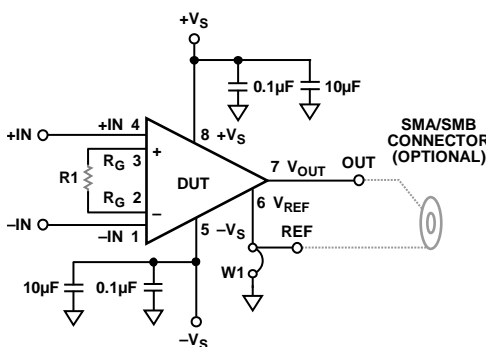 +VS
0.1µF
10µF
+IN
+IN 4
8 +VS
RG 3
+
R1
DUT
RG 2
–
–IN
–IN 1
5
7 VOUT
OUT
6 VREF
–VS
REF
W1
SMA/SMB
CONNECTOR
(OPTIONAL)
10µF
0.1µF
–VS